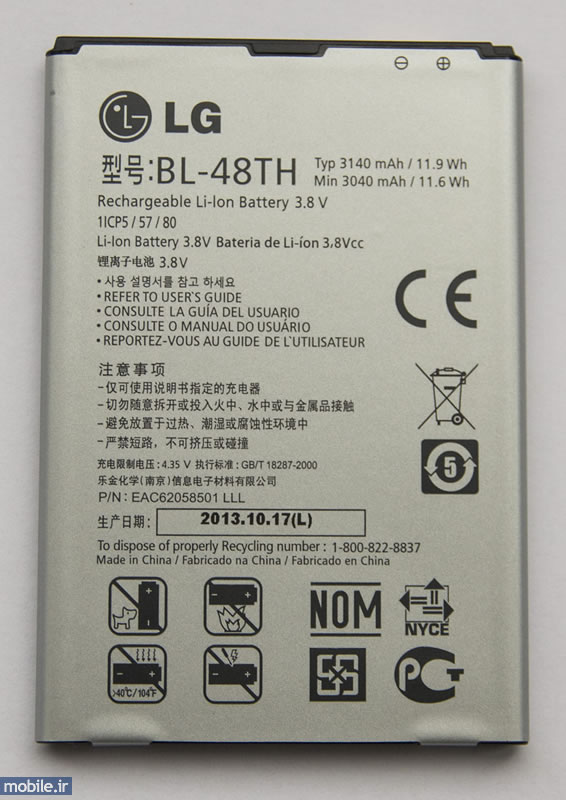 LG
型号:BL-48TH
Typ 3140 mAh / 11.9 Wh
Min 3040 mAh / 11.6 Wh
Rechargeable Li-Ion Battery 3.8 V
1ICP5 / 57 / 80
Li-Ion Battery 3.8V Bateria de Li-íon 3,8Vcc
锂离子电池 3.8V
• 사용 설명서를 참고 하세요
• REFER TO USER`S GUIDE
• CONSULTE LA GUÍA DEL USUARIO
• CONSULTE O MANUAL DO USUÁRIO
• REPORTEZ-VOUS AU GUIDE DE L`UTILISATEUR
CE
注意事项
–仅可使用说明书指定的充电器
–切勿随意拆开或投入火中、水中或与金属品接触
–避免放置于过热、潮湿或腐蚀性环境中
–严禁短路，不可挤压或碰撞
5
充电限制电压: 4.35 V 执行标准: GB/T 18287-2000
乐金化学(南京)信息电子材料有限公司
P/N: EAC62058501 LLL
生产日期: 2013.10.17(L)
To dispose of properly Recycling number : 1-800-822-8837
Made in China / Fabricado na China / Fabricado en China
NOM
NYCE
>40℃/104℉
PCT
mobile.ir